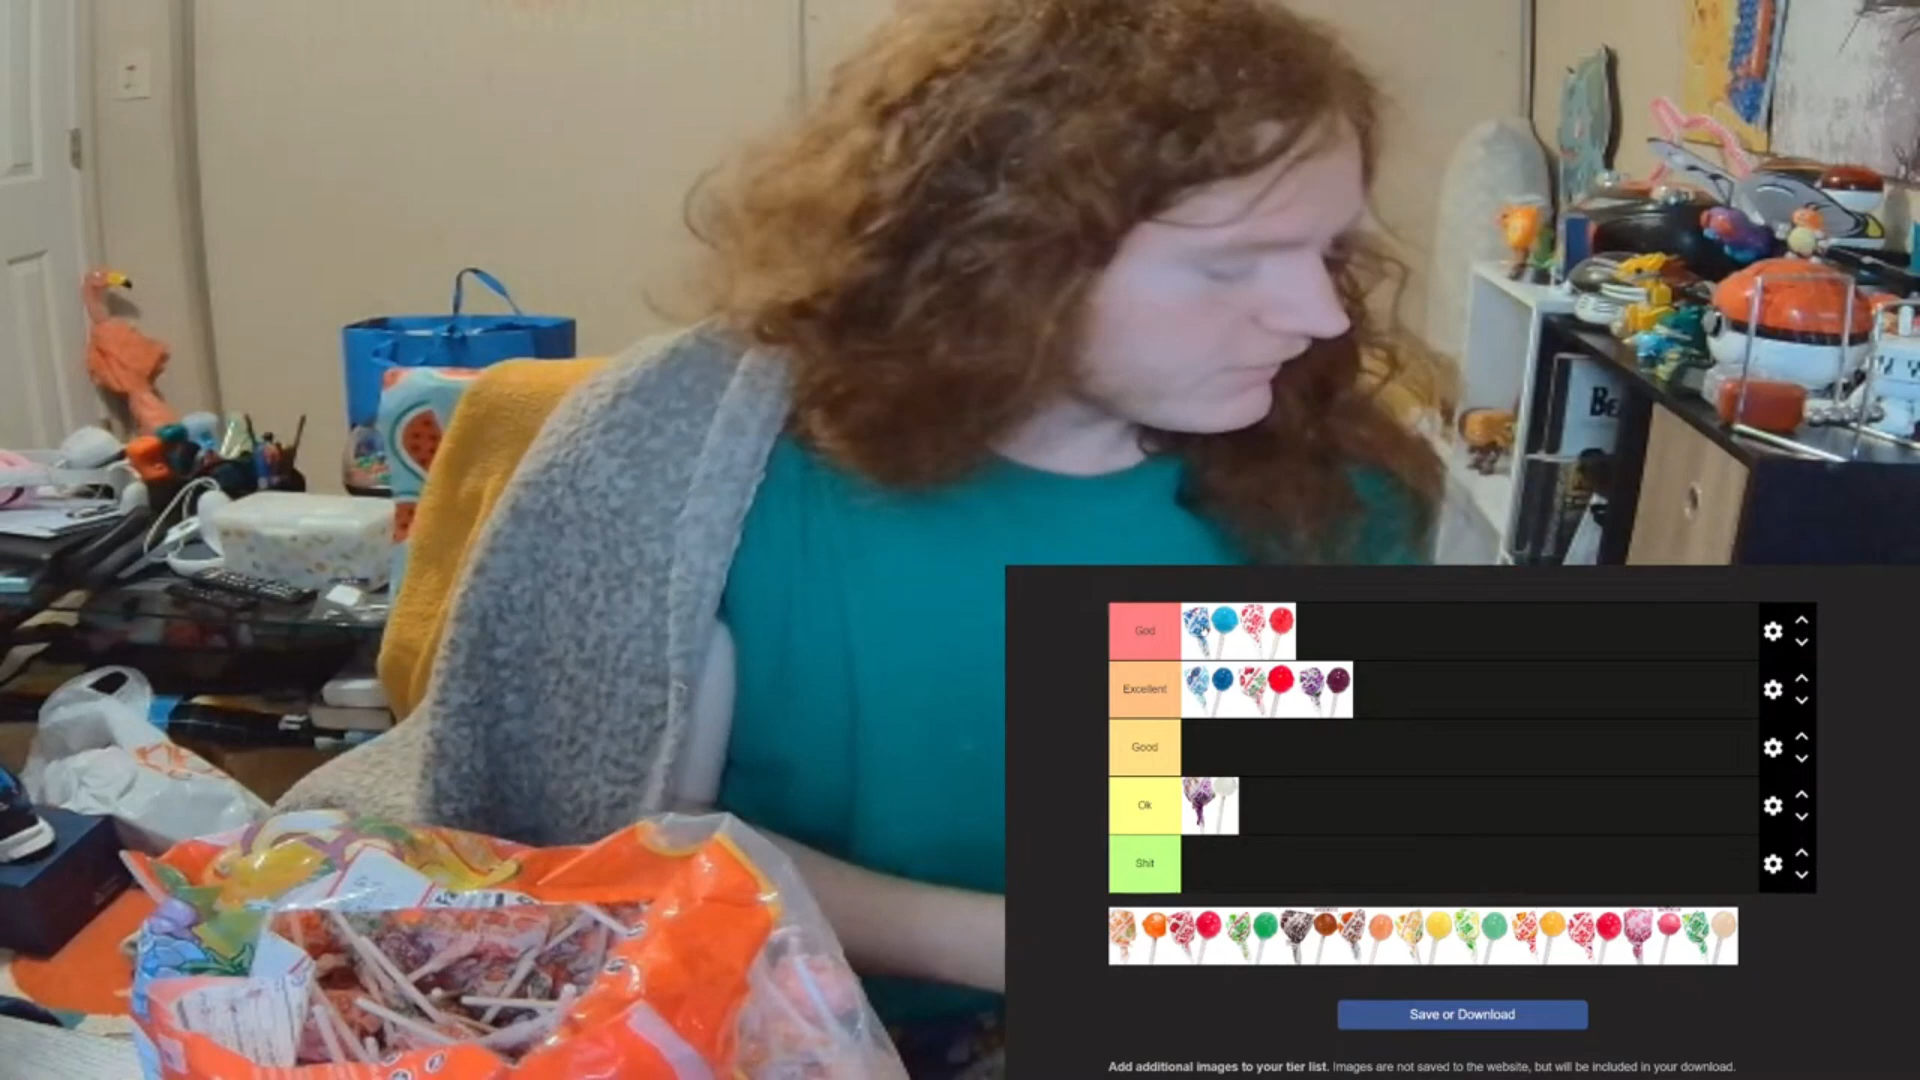 BE
God
Excellent
Good
Ok
Shit
Save or Download
Add additional images to your tier list. Images are not saved to the website, but will be included in your download.